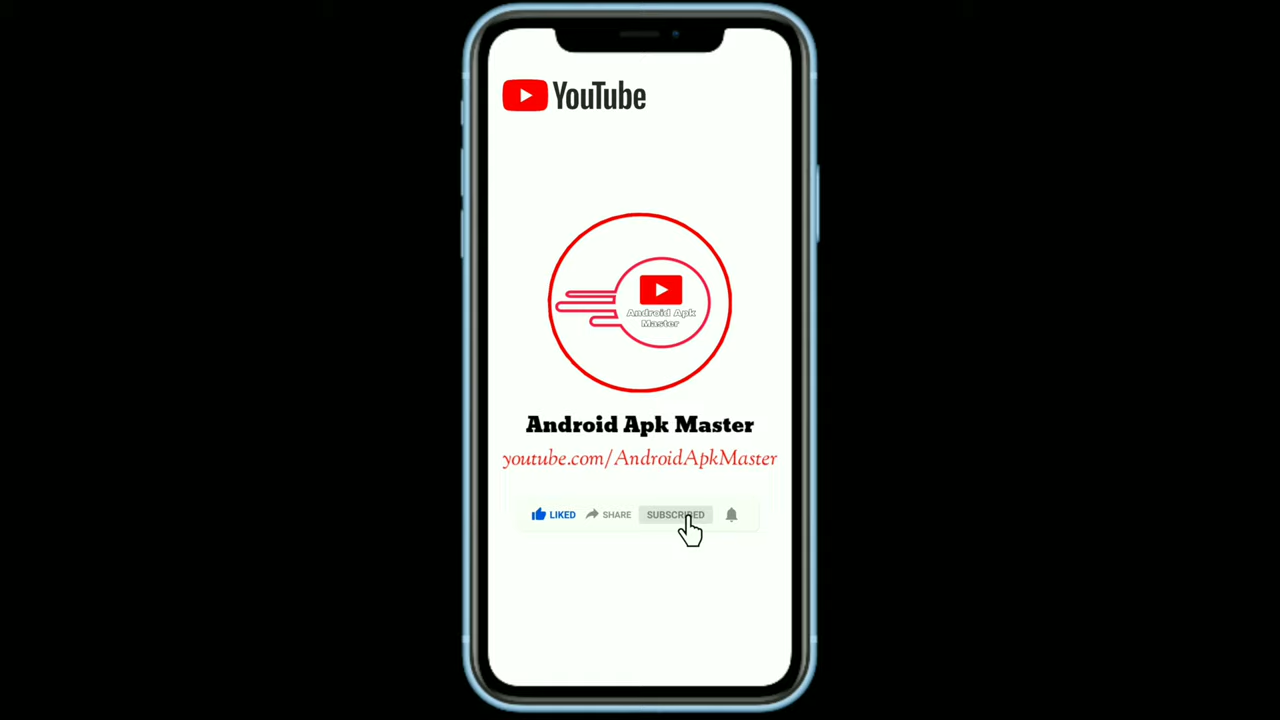 YouTube
Android Apk
Master
Android Apk Master
youtube.com/AndroidApkMaster
LIKED SHARE SUBSCRIBED